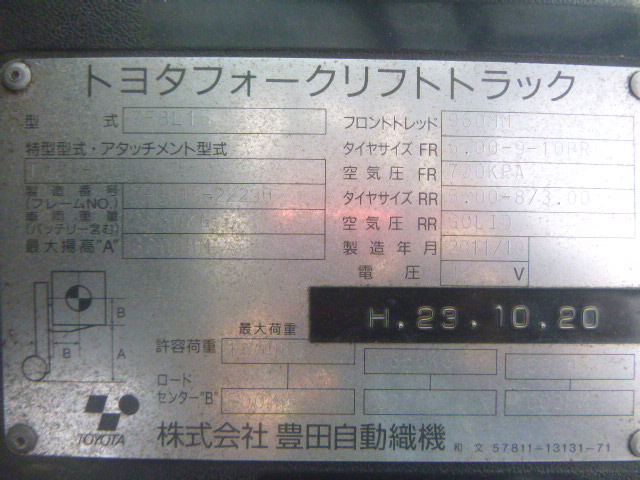 トヨタフォークリフトトラック
型式
フロントトレッド
特型型式・アタッチメント型式
タイヤサイズ FR
空気圧 FR
製造番号
(フレームNO.)
タイヤサイズ RR
車両重量
(バッテリー含む)
空気圧 RR SOLID
最大揚高"A"
製造年月 2011/1
電圧 V
H.23.10.20
B
B
A
最大荷重
許容荷重
ロード
センター"B"
TOYOTA
株式会社 豊田自動織機
和文 57811-13131-71